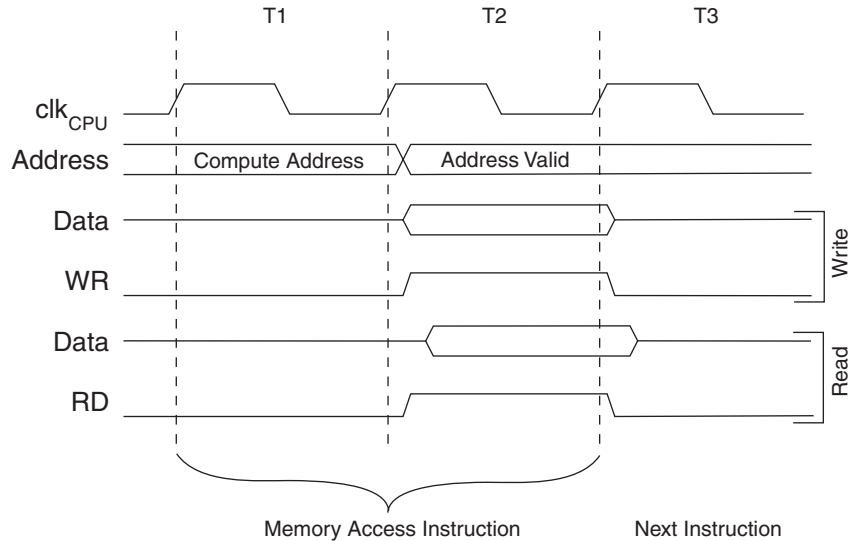 T1 T2 T3
clkCPU
Address Compute Address Address Valid
Data
WR
Write
Data
RD
Read
Memory Access Instruction Next Instruction